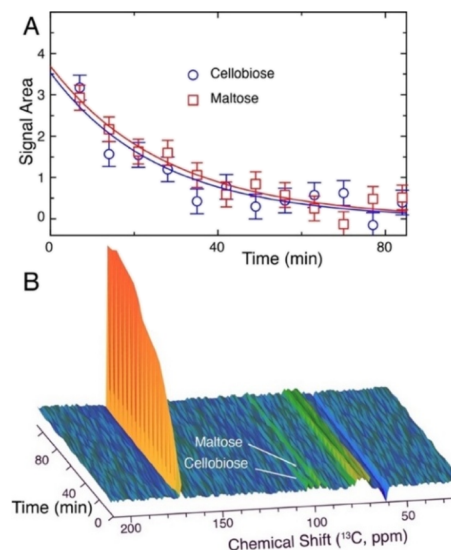 A
4
3
2
1
0
Signal Area
Cellobiose
Maltose
0
40
80
Time (min)
B
Maltose
Cellobiose
80
40
0
Time (min)
200
150
100
50
Chemical Shift (¹³C, ppm)